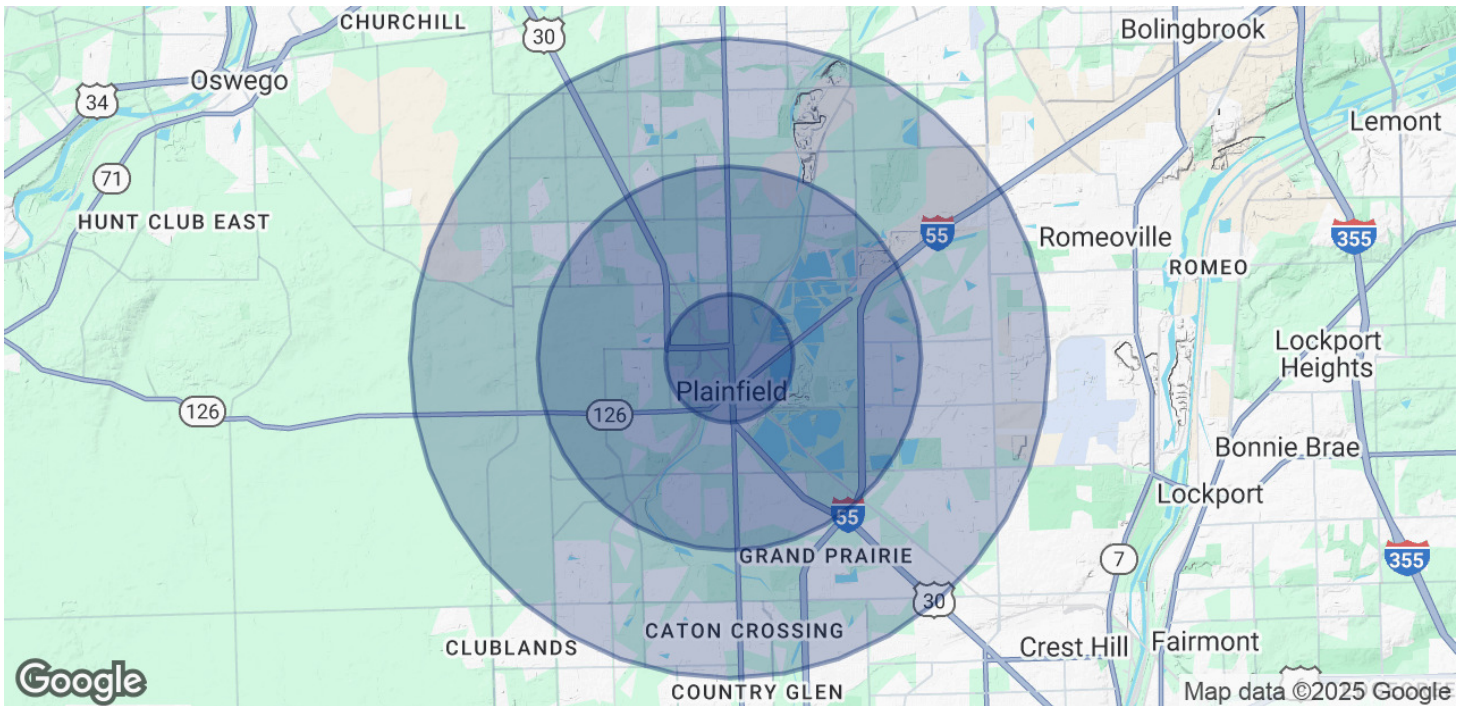 CHURCHILL
30
Bolingbrook
Oswego
34
Lemont
71
HUNT CLUB EAST
55
Romeoville
355
ROMEO
Lockport
Heights
Plainfield
126
126
Bonnie Brae
Lockport
55
GRAND PRAIRIE
7
355
30
CATON CROSSING
CLUBLANDS
Crest Hill
Fairmont
Google
COUNTRY GLEN
Map data ©2025 Google